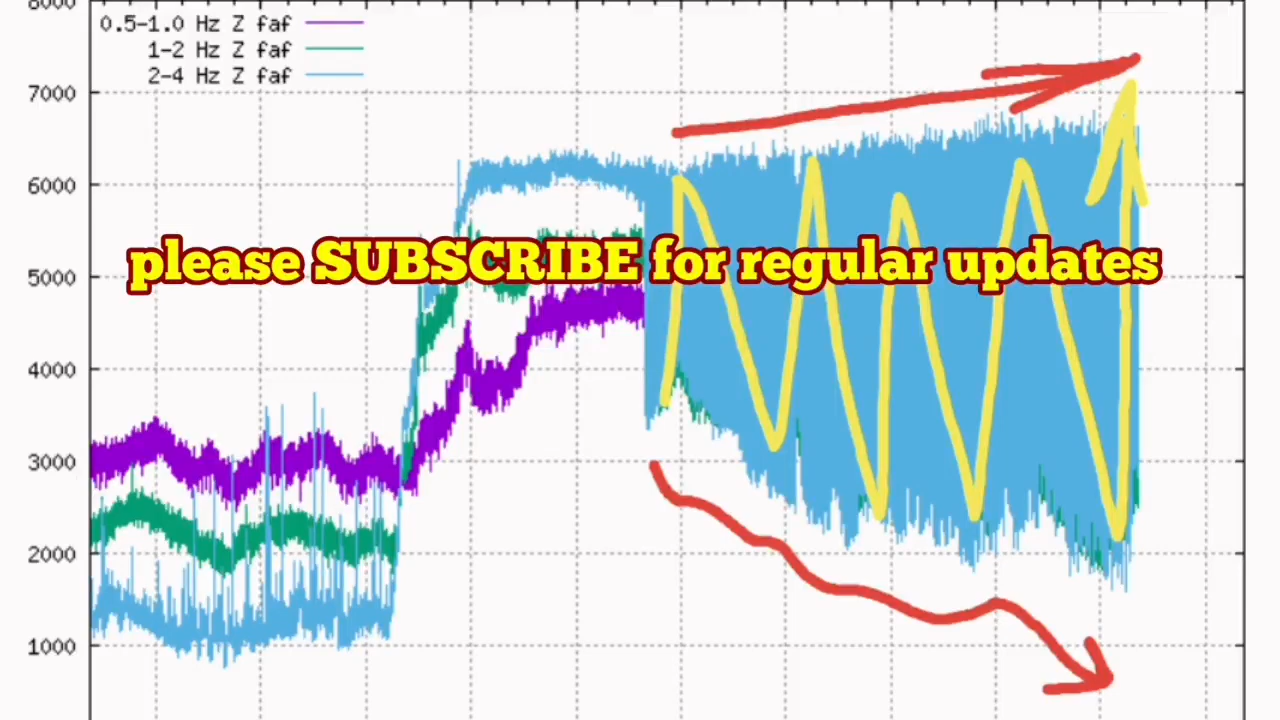 8000
0.5-1.0 Hz Z faf
1-2 Hz Z faf
2-4 Hz Z faf
7000
6000
please SUBSCRIBE for regular updates
5000
4000
3000
2000
1000